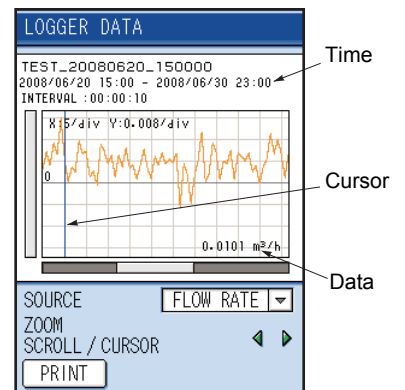 LOGGER DATA
Time
TEST_20080620_150000
2008/06/20 15:00 - 2008/06/30 23:00
INTERVAL :00:00:10
X:5/div Y:0.008/div
0
Cursor
0.0101 m³/h
Data
SOURCE FLOW RATE
ZOOM
SCROLL / CURSOR
PRINT